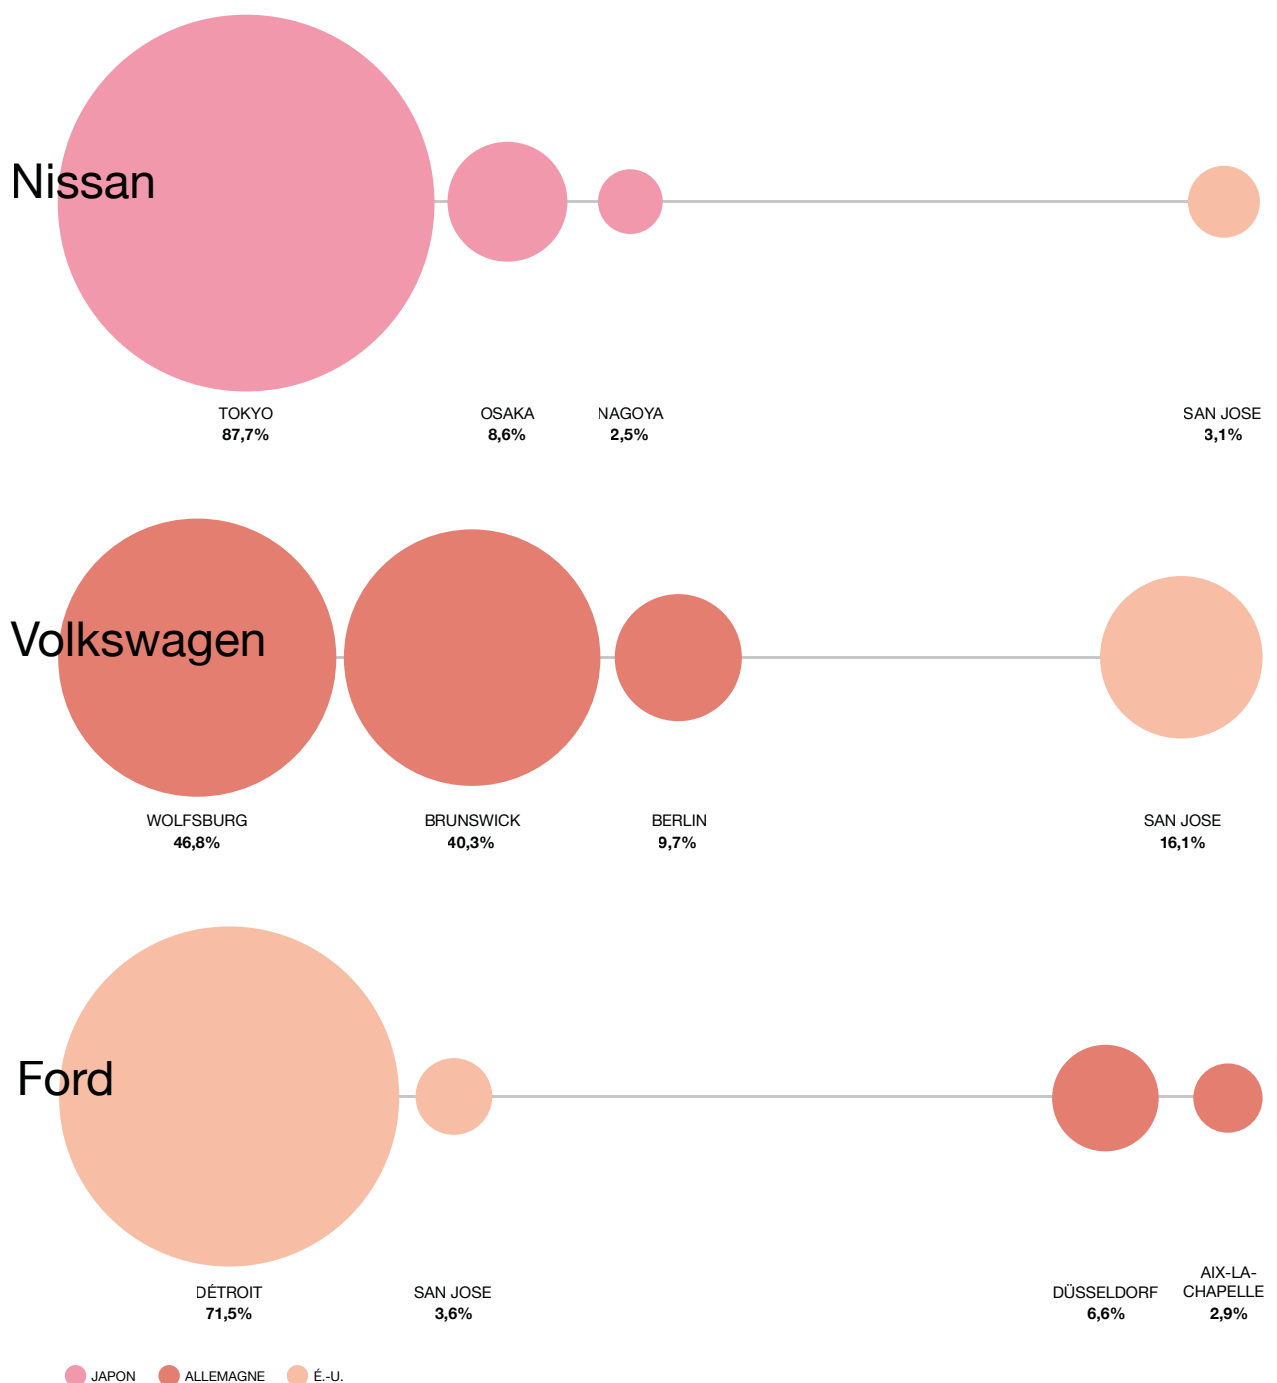 Nissan
TOKYO
87,7%
OSAKA
8,6%
NAGOYA
2,5%
SAN JOSE
3,1%
Volkswagen
WOLFSBURG
46,8%
BRUNSWICK
40,3%
BERLIN
9,7%
SAN JOSE
16,1%
Ford
DÉTROIT
71,5%
SAN JOSE
3,6%
DÜSSELDORF
6,6%
AIX-LA-
CHAPELLE
2,9%
JAPON
ALLEMAGNE
É.-U.